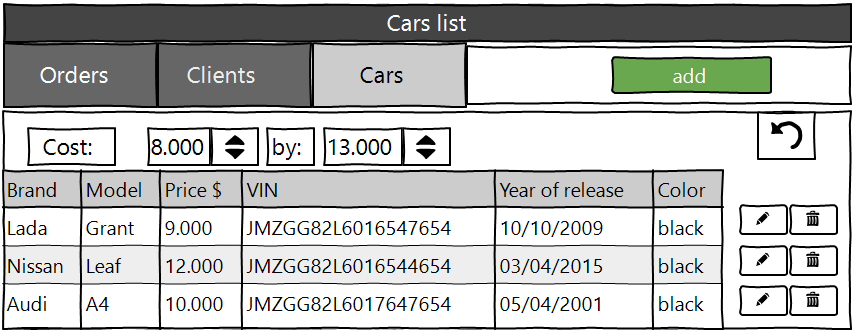 Cars list
Orders Clients Cars add
Cost: 8.000 by: 13.000
Brand Model Price $ VIN Year of release Color
Lada Grant 9.000 JMZGG82L6016547654 10/10/2009 black
Nissan Leaf 12.000 JMZGG82L6016544654 03/04/2015 black
Audi A4 10.000 JMZGG82L6017647654 05/04/2001 black